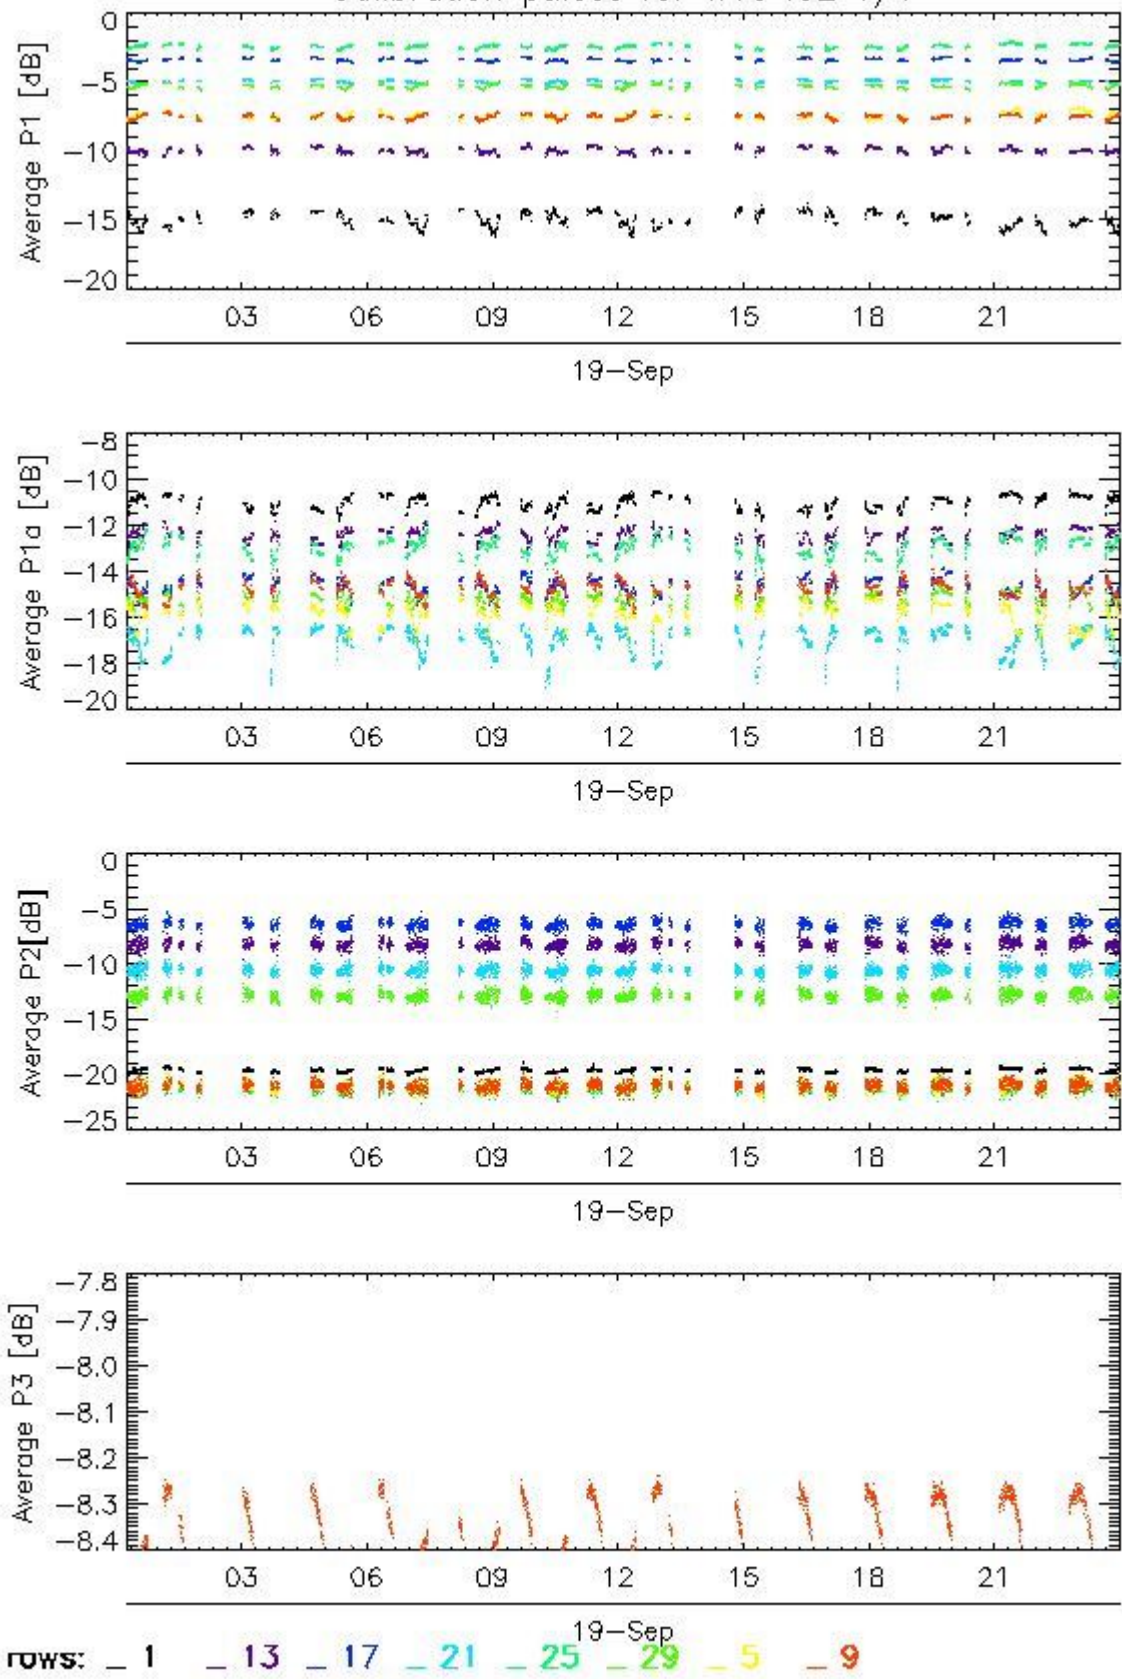 Average P1 [dB]
0
−5
−10
−15
−20
03 06 09 12 15 18 21
19−Sep
Average P1a [dB]
−8
−10
−12
−14
−16
−18
−20
03 06 09 12 15 18 21
19−Sep
Average P2[dB]
0
−5
−10
−15
−20
−25
03 06 09 12 15 18 21
19−Sep
Average P3 [dB]
−7.8
−7.9
−8.0
−8.1
−8.2
−8.3
−8.4
03 06 09 12 15 18 21
19−Sep
rows: _ 1 _ 13 _ 17 _ 21 _ 25 _ 29 _ 5 _ 9